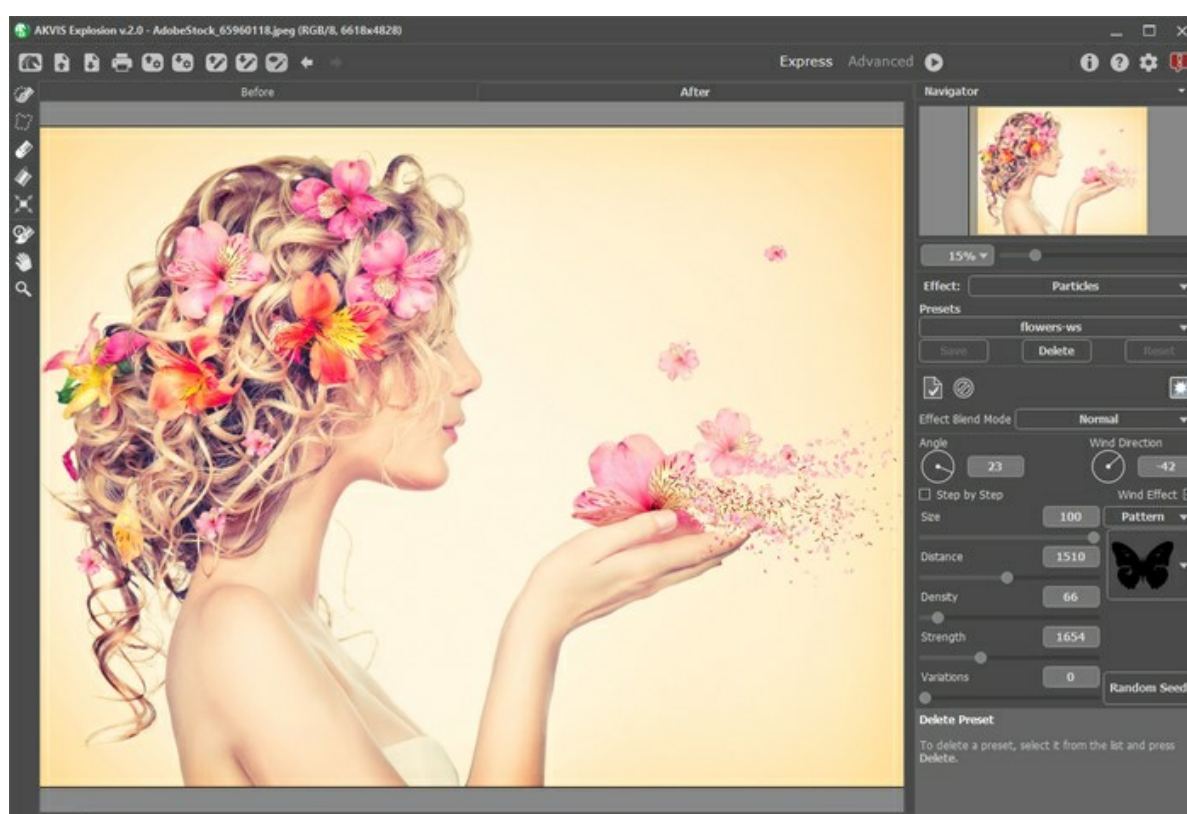 AKVIS Explosion v.2.0 - AdobeStock_65960118.jpeg (RGB/8, 6618x4828)
Express Advanced
Before After
Navigator
15%
Effect: Particles
Presets
flowers-ws
Save Delete Reset
Effect Blend Mode Normal
Angle Wind Direction
23 -42
Step by Step Wind Effect
Size 100 Pattern
Distance 1510
Density 66
Strength 1654
Variations 0
Random Seed
Delete Preset
To delete a preset, select it from the list and press
Delete.